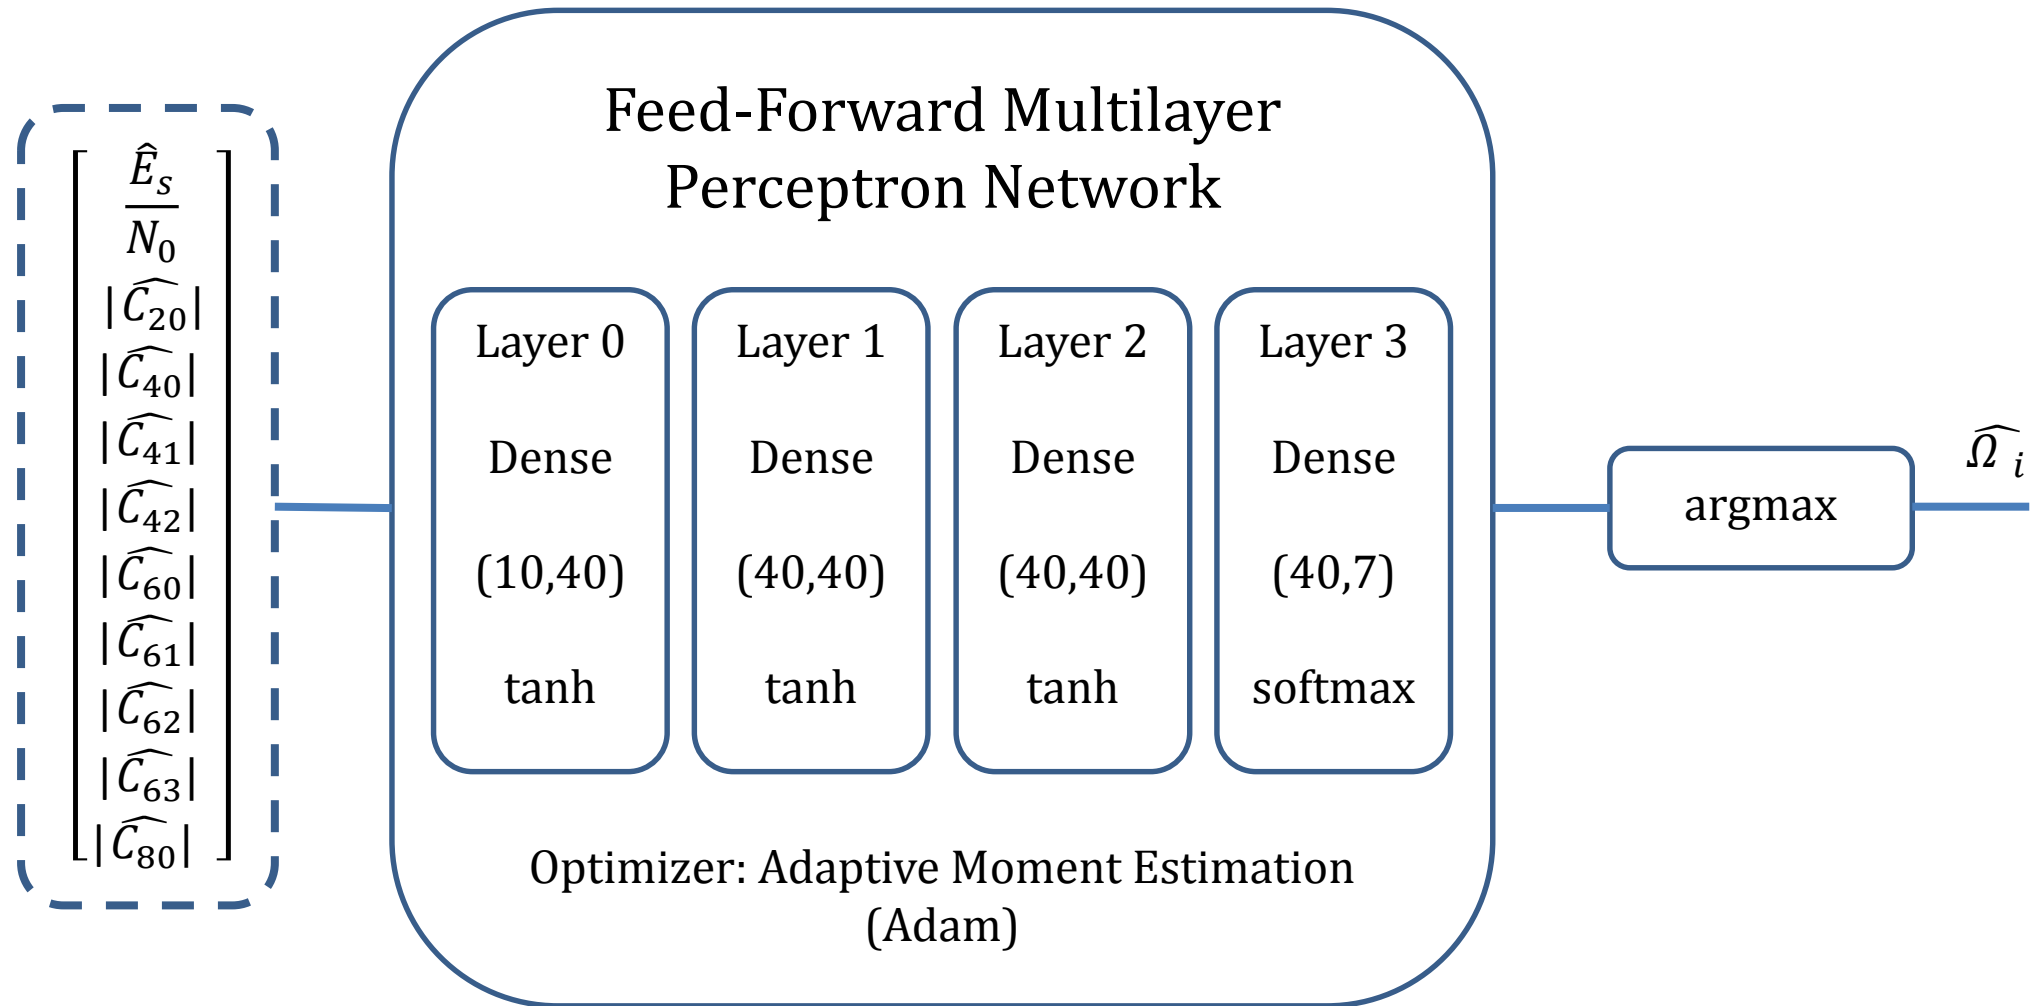 Feed-Forward Multilayer
Perceptron Network
Ê_s
N_0
|Ĉ_20|
|Ĉ_40|
|Ĉ_41|
|Ĉ_42|
|Ĉ_60|
|Ĉ_61|
|Ĉ_62|
|Ĉ_63|
|Ĉ_80|
Layer 0
Dense
(10,40)
tanh
Layer 1
Dense
(40,40)
tanh
Layer 2
Dense
(40,40)
tanh
Layer 3
Dense
(40,7)
softmax
Optimizer: Adaptive Moment Estimation
(Adam)
argmax
Ω̂_i